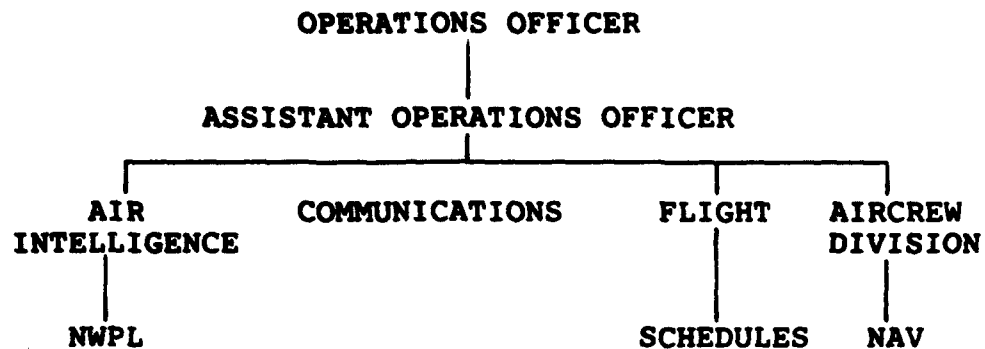 OPERATIONS OFFICER
ASSISTANT OPERATIONS OFFICER
AIR COMMUNICATIONS FLIGHT AIRCREW
INTELLIGENCE DIVISION
NWPL SCHEDULES NAV